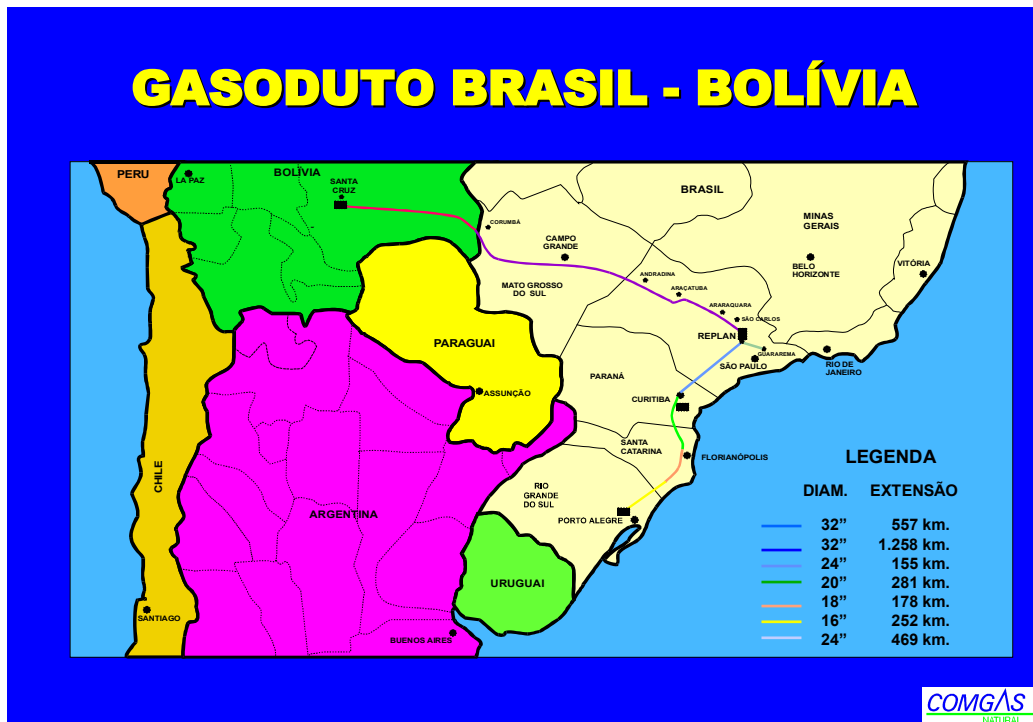 GASODUTO BRASIL - BOLÍVIA
PERU
LA PAZ
BOLÍVIA
SANTA
CRUZ
BRASIL
CORUMBÁ
MINAS
GERAIS
CAMPO
GRANDE
BELO
HORIZONTE
VITÓRIA
ANDRADINA
MATO GROSSO
DO SUL
ARAÇATUBA
ARARAQUARA
SÃO CARLOS
REPLAN
PARAGUAI
GUARAREMA
SÃO PAULO
RIO DE
JANEIRO
PARANÁ
ASSUNÇÃO
CURITIBA
SANTA
CATARINA
FLORIANÓPOLIS
CHILE
RIO
GRANDE
DO SUL
ARGENTINA
PORTO ALEGRE
URUGUAI
SANTIAGO
BUENOS AIRES
LEGENDA
DIAM. EXTENSÃO
32” 557 km.
32” 1.258 km.
24” 155 km.
20” 281 km.
18” 178 km.
16” 252 km.
24” 469 km.
COMGÁS
NATURAL